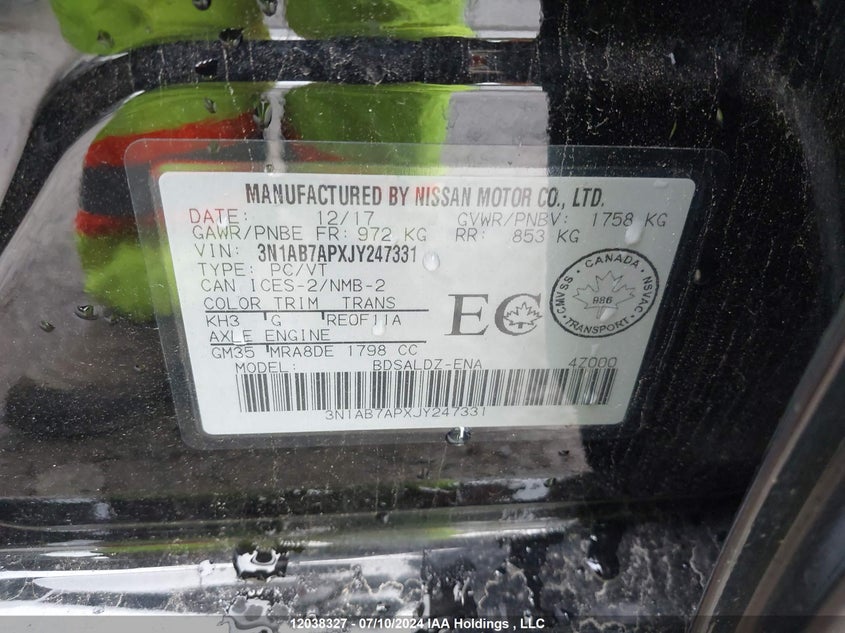 MANUFACTURED BY NISSAN MOTOR CO., LTD.
DATE: 12/17 GVWR/PNBV: 1758 KG
GAWR/PNBE FR: 972 KG RR: 853 KG
VIN: 3N1AB7APXJY247331
TYPE: PC/VT
CAN ICES-2/NMB-2
COLOR TRIM TRANS
KH3 G RE0F11A
AXLE ENGINE
GM35 MRA8DE 1798 CC
MODEL: BDSALDZ-ENA 4Z000
3N1AB7APXJY247331
EC
CANADA
CMVSS 986 NSVAC
TRANSPORT
12038327 - 07/10/2024 IAA Holdings , LLC